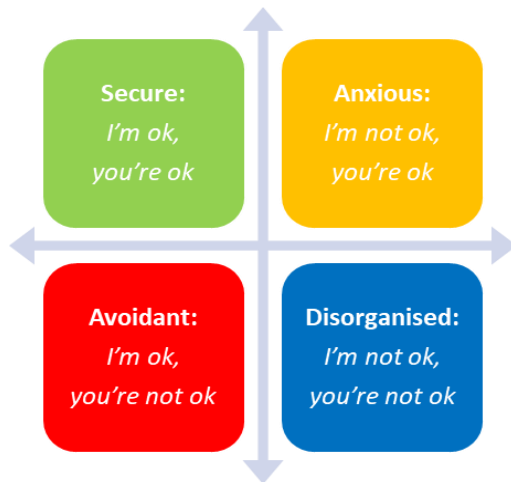 Secure:
I'm ok,
you're ok
Anxious:
I'm not ok,
you're ok
Avoidant:
I'm ok,
you're not ok
Disorganised:
I'm not ok,
you're not ok